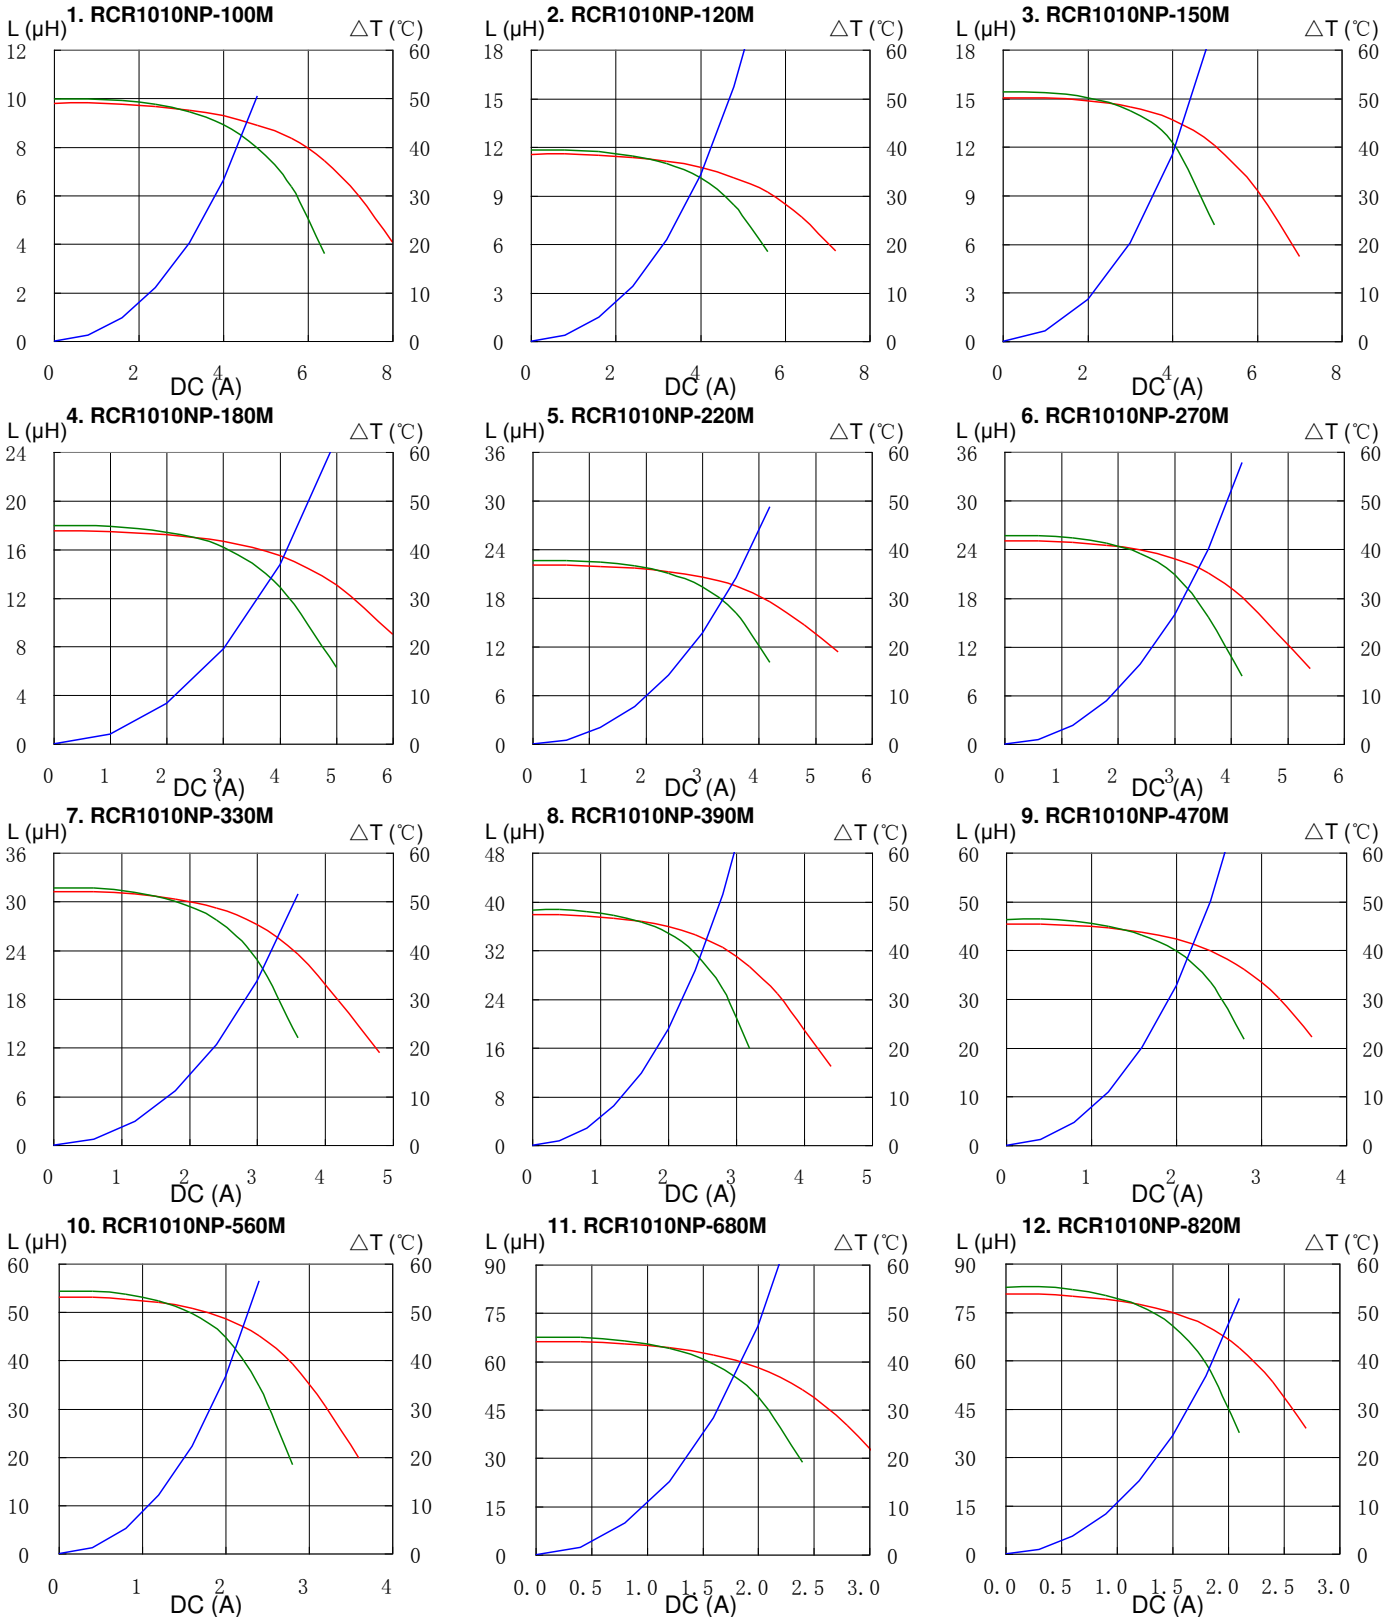 1. RCR1010NP-100M
L (µH) △T (℃)
12 60
10 50
8 40
6 30
4 20
2 10
0 0
0 2 4 6 8
DC (A)
2. RCR1010NP-120M
L (µH) △T (℃)
18 60
15 50
12 40
9 30
6 20
3 10
0 0
0 2 4 6 8
DC (A)
3. RCR1010NP-150M
L (µH) △T (℃)
18 60
15 50
12 40
9 30
6 20
3 10
0 0
0 2 4 6 8
DC (A)
4. RCR1010NP-180M
L (µH) △T (℃)
24 60
20 50
16 40
12 30
8 20
4 10
0 0
0 1 2 3 4 5 6
DC (A)
5. RCR1010NP-220M
L (µH) △T (℃)
36 60
30 50
24 40
18 30
12 20
6 10
0 0
0 1 2 3 4 5 6
DC (A)
6. RCR1010NP-270M
L (µH) △T (℃)
36 60
30 50
24 40
18 30
12 20
6 10
0 0
0 1 2 3 4 5 6
DC (A)
7. RCR1010NP-330M
L (µH) △T (℃)
36 60
30 50
24 40
18 30
12 20
6 10
0 0
0 1 2 3 4 5
DC (A)
8. RCR1010NP-390M
L (µH) △T (℃)
48 60
40 50
32 40
24 30
16 20
8 10
0 0
0 1 2 3 4 5
DC (A)
9. RCR1010NP-470M
L (µH) △T (℃)
60 60
50 50
40 40
30 30
20 20
10 10
0 0
0 1 2 3 4
DC (A)
10. RCR1010NP-560M
L (µH) △T (℃)
60 60
50 50
40 40
30 30
20 20
10 10
0 0
0 1 2 3 4
DC (A)
11. RCR1010NP-680M
L (µH) △T (℃)
90 60
75 50
60 40
45 30
30 20
15 10
0 0
0.0 0.5 1.0 1.5 2.0 2.5 3.0
DC (A)
12. RCR1010NP-820M
L (µH) △T (℃)
90 60
75 50
60 40
45 30
30 20
15 10
0 0
0.0 0.5 1.0 1.5 2.0 2.5 3.0
DC (A)